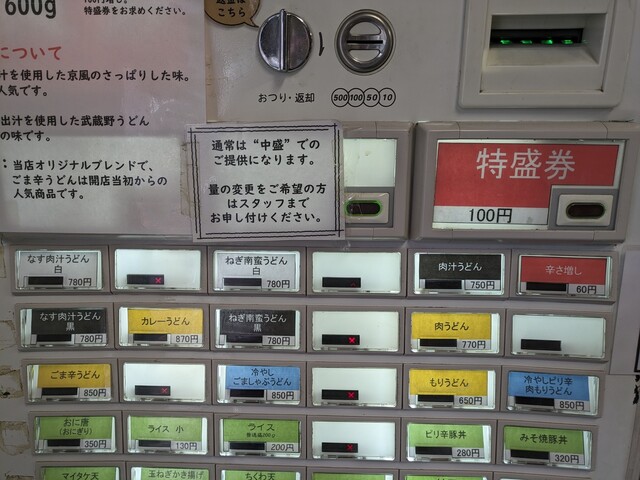 600g
特盛券をお求めください。
こちら
について
汁を使用した京風のさっぱりした味。
人気です。
出汁を使用した武蔵野うどん
の味です。
：当店オリジナルブレンドで、
ごま辛うどんは開店当初からの
人気商品です。
おつり・返却
500 100 50 10
通常は“中盛”での
ご提供になります。
量の変更をご希望の方
はスタッフまで
お申し付けください。
特盛券
100円
なす肉汁うどん
白
780円
ねぎ南蛮うどん
白
780円
肉汁うどん
750円
辛さ増し
60円
なす肉汁うどん
黒
780円
カレーうどん
870円
ねぎ南蛮うどん
黒
780円
肉うどん
770円
ごま辛うどん
850円
冷やし
ごましゃぶうどん
850円
もりうどん
650円
冷やしピリ辛
肉もりうどん
850円
おに唐
(おにぎり)
350円
ライス 小
130円
ライス
普通盛200g
200円
ピリ辛豚丼
280円
みそ焼豚丼
320円
マイタケ天
玉ねぎかき揚げ
ちくわ天